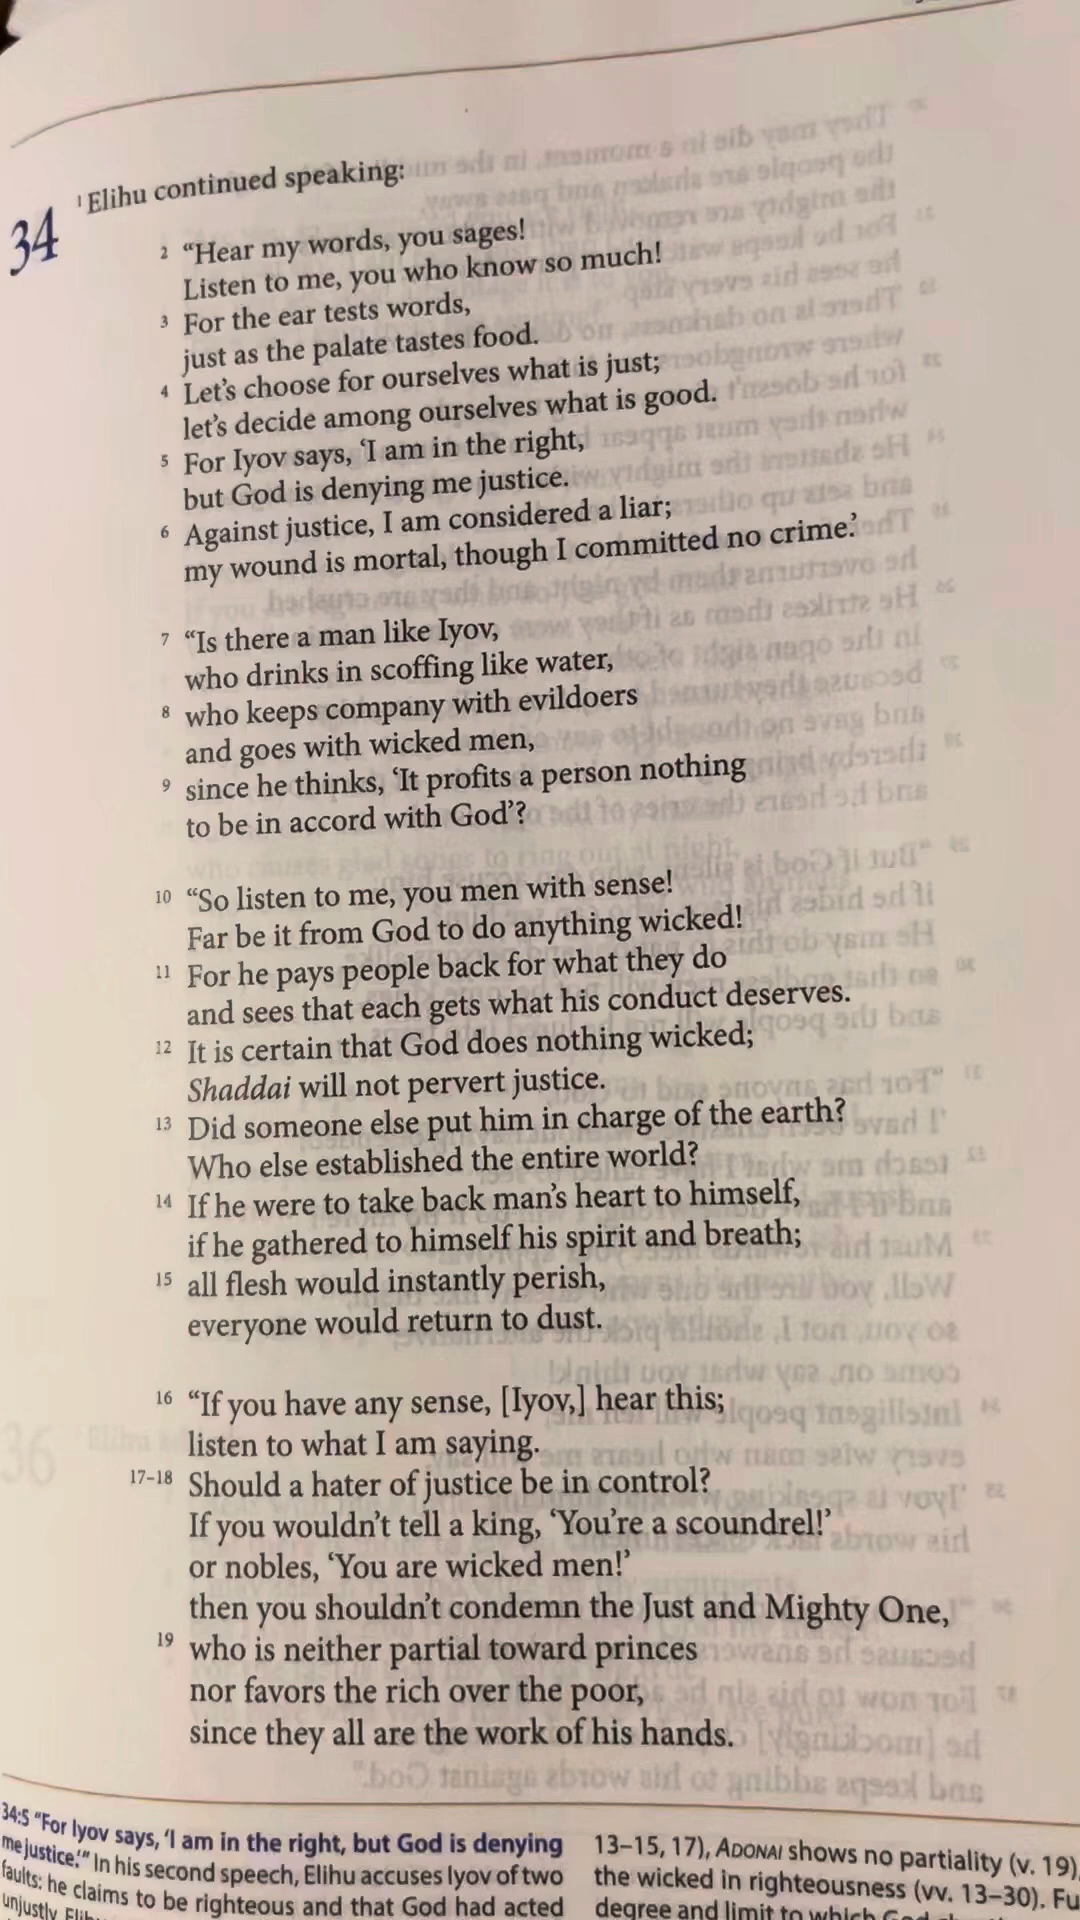 34
1 Elihu continued speaking:
2 “Hear my words, you sages!
Listen to me, you who know so much!
3 For the ear tests words,
just as the palate tastes food.
4 Let’s choose for ourselves what is just;
let’s decide among ourselves what is good.
5 For Iyov says, ‘I am in the right,
but God is denying me justice.
6 Against justice, I am considered a liar;
my wound is mortal, though I committed no crime.’
7 “Is there a man like Iyov,
who drinks in scoffing like water,
8 who keeps company with evildoers
and goes with wicked men,
9 since he thinks, ‘It profits a person nothing
to be in accord with God’?
10 “So listen to me, you men with sense!
Far be it from God to do anything wicked!
11 For he pays people back for what they do
and sees that each gets what his conduct deserves.
12 It is certain that God does nothing wicked;
Shaddai will not pervert justice.
13 Did someone else put him in charge of the earth?
Who else established the entire world?
14 If he were to take back man’s heart to himself,
if he gathered to himself his spirit and breath;
15 all flesh would instantly perish,
everyone would return to dust.
16 “If you have any sense, [Iyov,] hear this;
listen to what I am saying.
17–18 Should a hater of justice be in control?
If you wouldn’t tell a king, ‘You’re a scoundrel!’
or nobles, ‘You are wicked men!’
then you shouldn’t condemn the Just and Mighty One,
19 who is neither partial toward princes
nor favors the rich over the poor,
since they all are the work of his hands.
34:5 “For Iyov says, ‘I am in the right, but God is denying
me justice.’” In his second speech, Elihu accuses Iyov of two
faults: he claims to be righteous and that God had acted
unjustly.
13–15, 17), ADONAI shows no partiality (v. 19),
the wicked in righteousness (vv. 13–30). Fu
degree and limit to which God